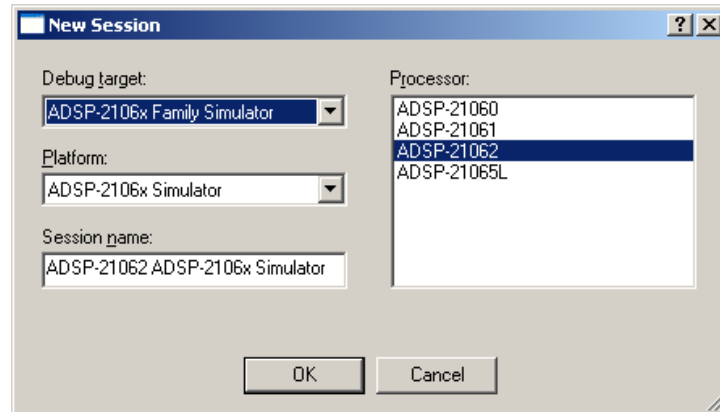 New Session
Debug target:
ADSP-2106x Family Simulator
Platform:
ADSP-2106x Simulator
Session name:
ADSP-21062 ADSP-2106x Simulator
Processor:
ADSP-21060
ADSP-21061
ADSP-21062
ADSP-21065L
OK
Cancel